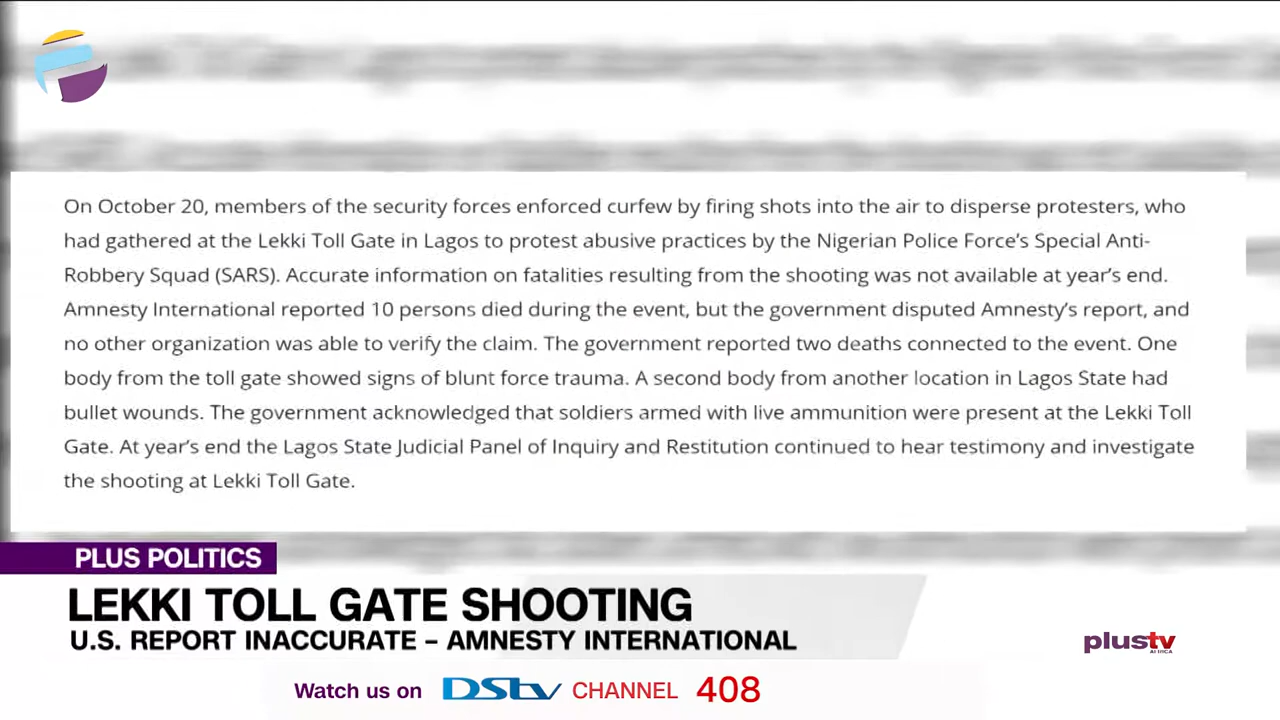 On October 20, members of the security forces enforced curfew by firing shots into the air to disperse protesters, who
had gathered at the Lekki Toll Gate in Lagos to protest abusive practices by the Nigerian Police Force's Special Anti-
Robbery Squad (SARS). Accurate information on fatalities resulting from the shooting was not available at year's end.
Amnesty International reported 10 persons died during the event, but the government disputed Amnesty's report, and
no other organization was able to verify the claim. The government reported two deaths connected to the event. One
body from the toll gate showed signs of blunt force trauma. A second body from another location in Lagos State had
bullet wounds. The government acknowledged that soldiers armed with live ammunition were present at the Lekki Toll
Gate. At year's end the Lagos State Judicial Panel of Inquiry and Restitution continued to hear testimony and investigate
the shooting at Lekki Toll Gate.
PLUS POLITICS
LEKKI TOLL GATE SHOOTING
U.S. REPORT INACCURATE – AMNESTY INTERNATIONAL
plustv
AFRICA
Watch us on DStv CHANNEL 408